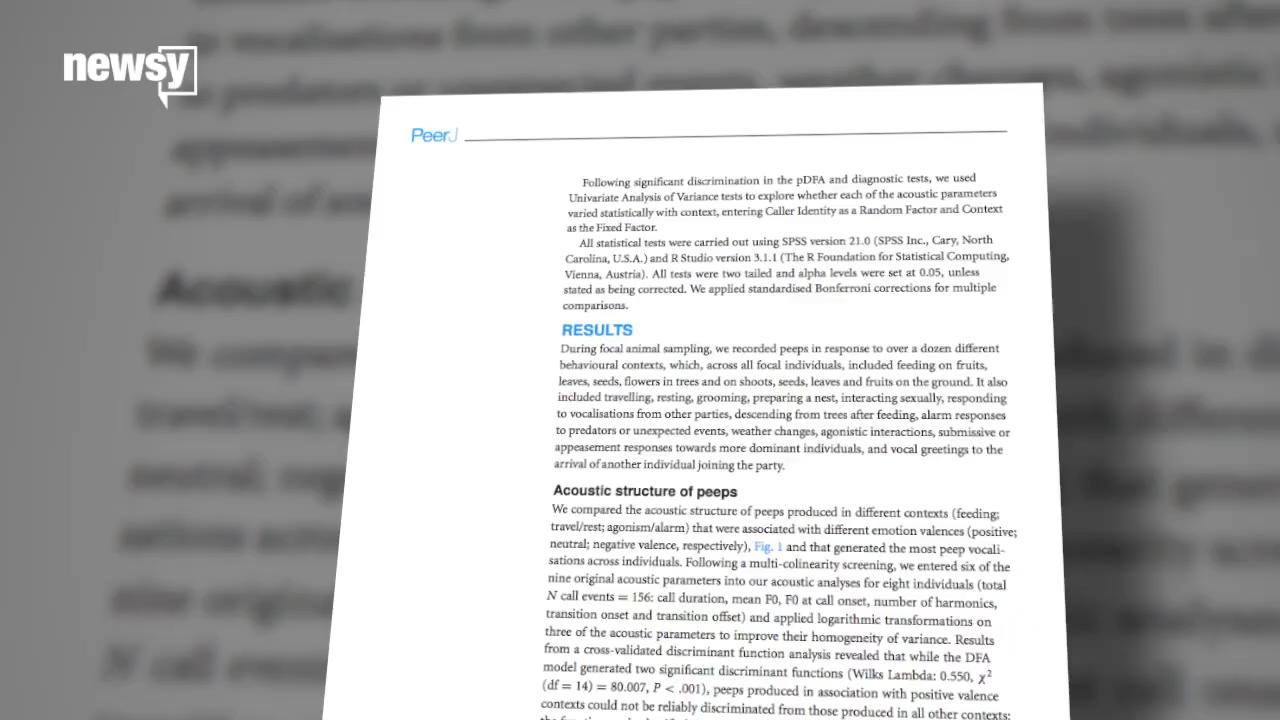 newsy
PeerJ
Following significant discrimination in the pDFA and diagnostic tests, we used
Univariate Analysis of Variance tests to explore whether each of the acoustic parameters
varied statistically with context, entering Caller Identity as a Random Factor and Context
as the Fixed Factor.
All statistical tests were carried out using SPSS version 21.0 (SPSS Inc., Cary, North
Carolina, U.S.A.) and R Studio version 3.1.1 (The R Foundation for Statistical Computing,
Vienna, Austria). All tests were two tailed and alpha levels were set at 0.05, unless
stated as being corrected. We applied standardised Bonferroni corrections for multiple
comparisons.
RESULTS
During focal animal sampling, we recorded peeps in response to over a dozen different
behavioural contexts, which, across all focal individuals, included feeding on fruits,
leaves, seeds, flowers in trees and on shoots, seeds, leaves and fruits on the ground. It also
included travelling, resting, grooming, preparing a nest, interacting sexually, responding
to vocalisations from other parties, descending from trees after feeding, alarm responses
to predators or unexpected events, weather changes, agonistic interactions, submissive or
appeasement responses towards more dominant individuals, and vocal greetings to the
arrival of another individual joining the party.
Acoustic structure of peeps
We compared the acoustic structure of peeps produced in different contexts (feeding;
travel/rest; agonism/alarm) that were associated with different emotion valences (positive;
neutral; negative valence, respectively), Fig. 1 and that generated the most peep vocali-
sations across individuals. Following a multi-colinearity screening, we entered six of the
nine original acoustic parameters into our acoustic analyses for eight individuals (total
N call events = 156: call duration, mean F0, F0 at call onset, number of harmonics,
transition onset and transition offset) and applied logarithmic transformations on
three of the acoustic parameters to improve their homogeneity of variance. Results
from a cross-validated discriminant function analysis revealed that while the DFA
model generated two significant discriminant functions (Wilks Lambda: 0.550, χ²
(df = 14) = 80.007, P < .001), peeps produced in association with positive valence
contexts could not be reliably discriminated from those produced in all other contexts: